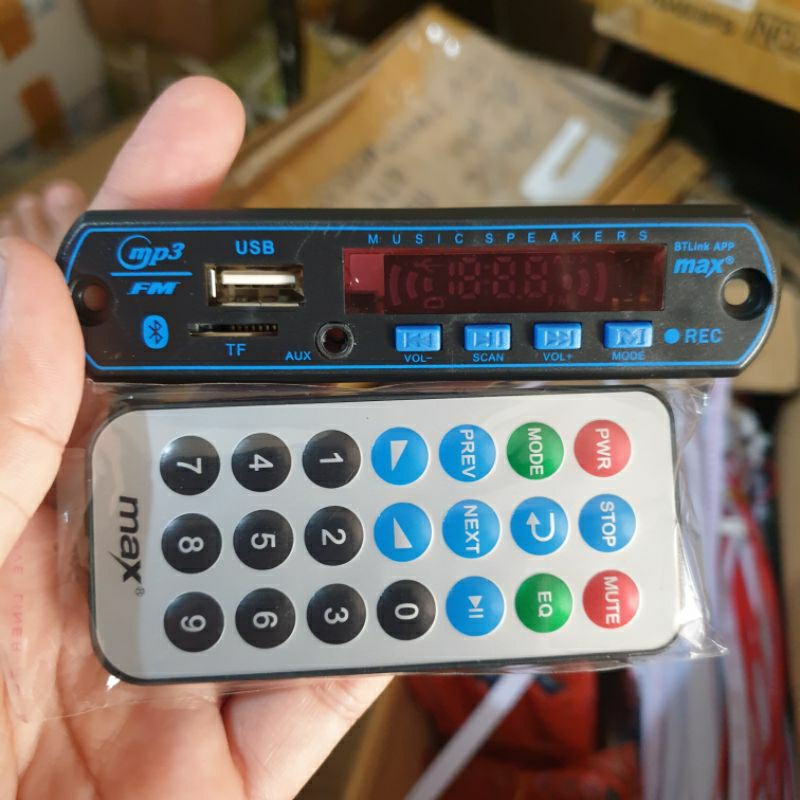 mp3
FM
USB
TF
AUX
MUSIC SPEAKERS
BTLink APP
max®
VOL-
SCAN
VOL+
MODE
REC
PWR
STOP
MUTE
MODE
EQ
PREV
NEXT
1
2
3
0
4
5
6
7
8
9
max®